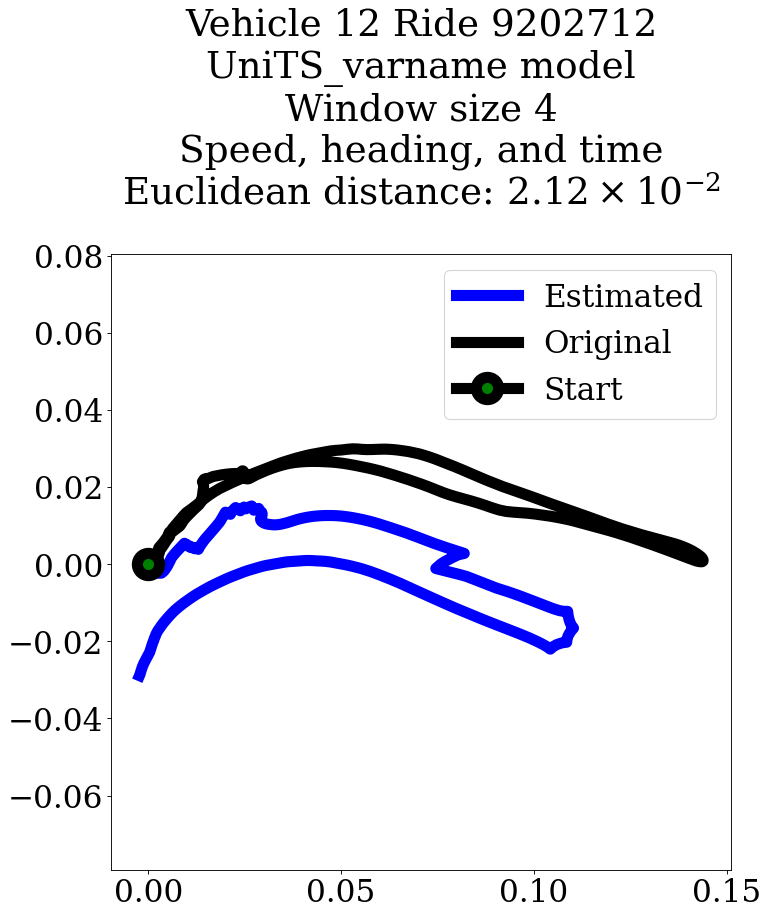 Vehicle 12 Ride 9202712
UniTS_varname model
Window size 4
Speed, heading, and time
Euclidean distance: 2.12 × 10⁻²
0.08
0.06
0.04
0.02
0.00
−0.02
−0.04
−0.06
Estimated
Original
Start
0.00 0.05 0.10 0.15